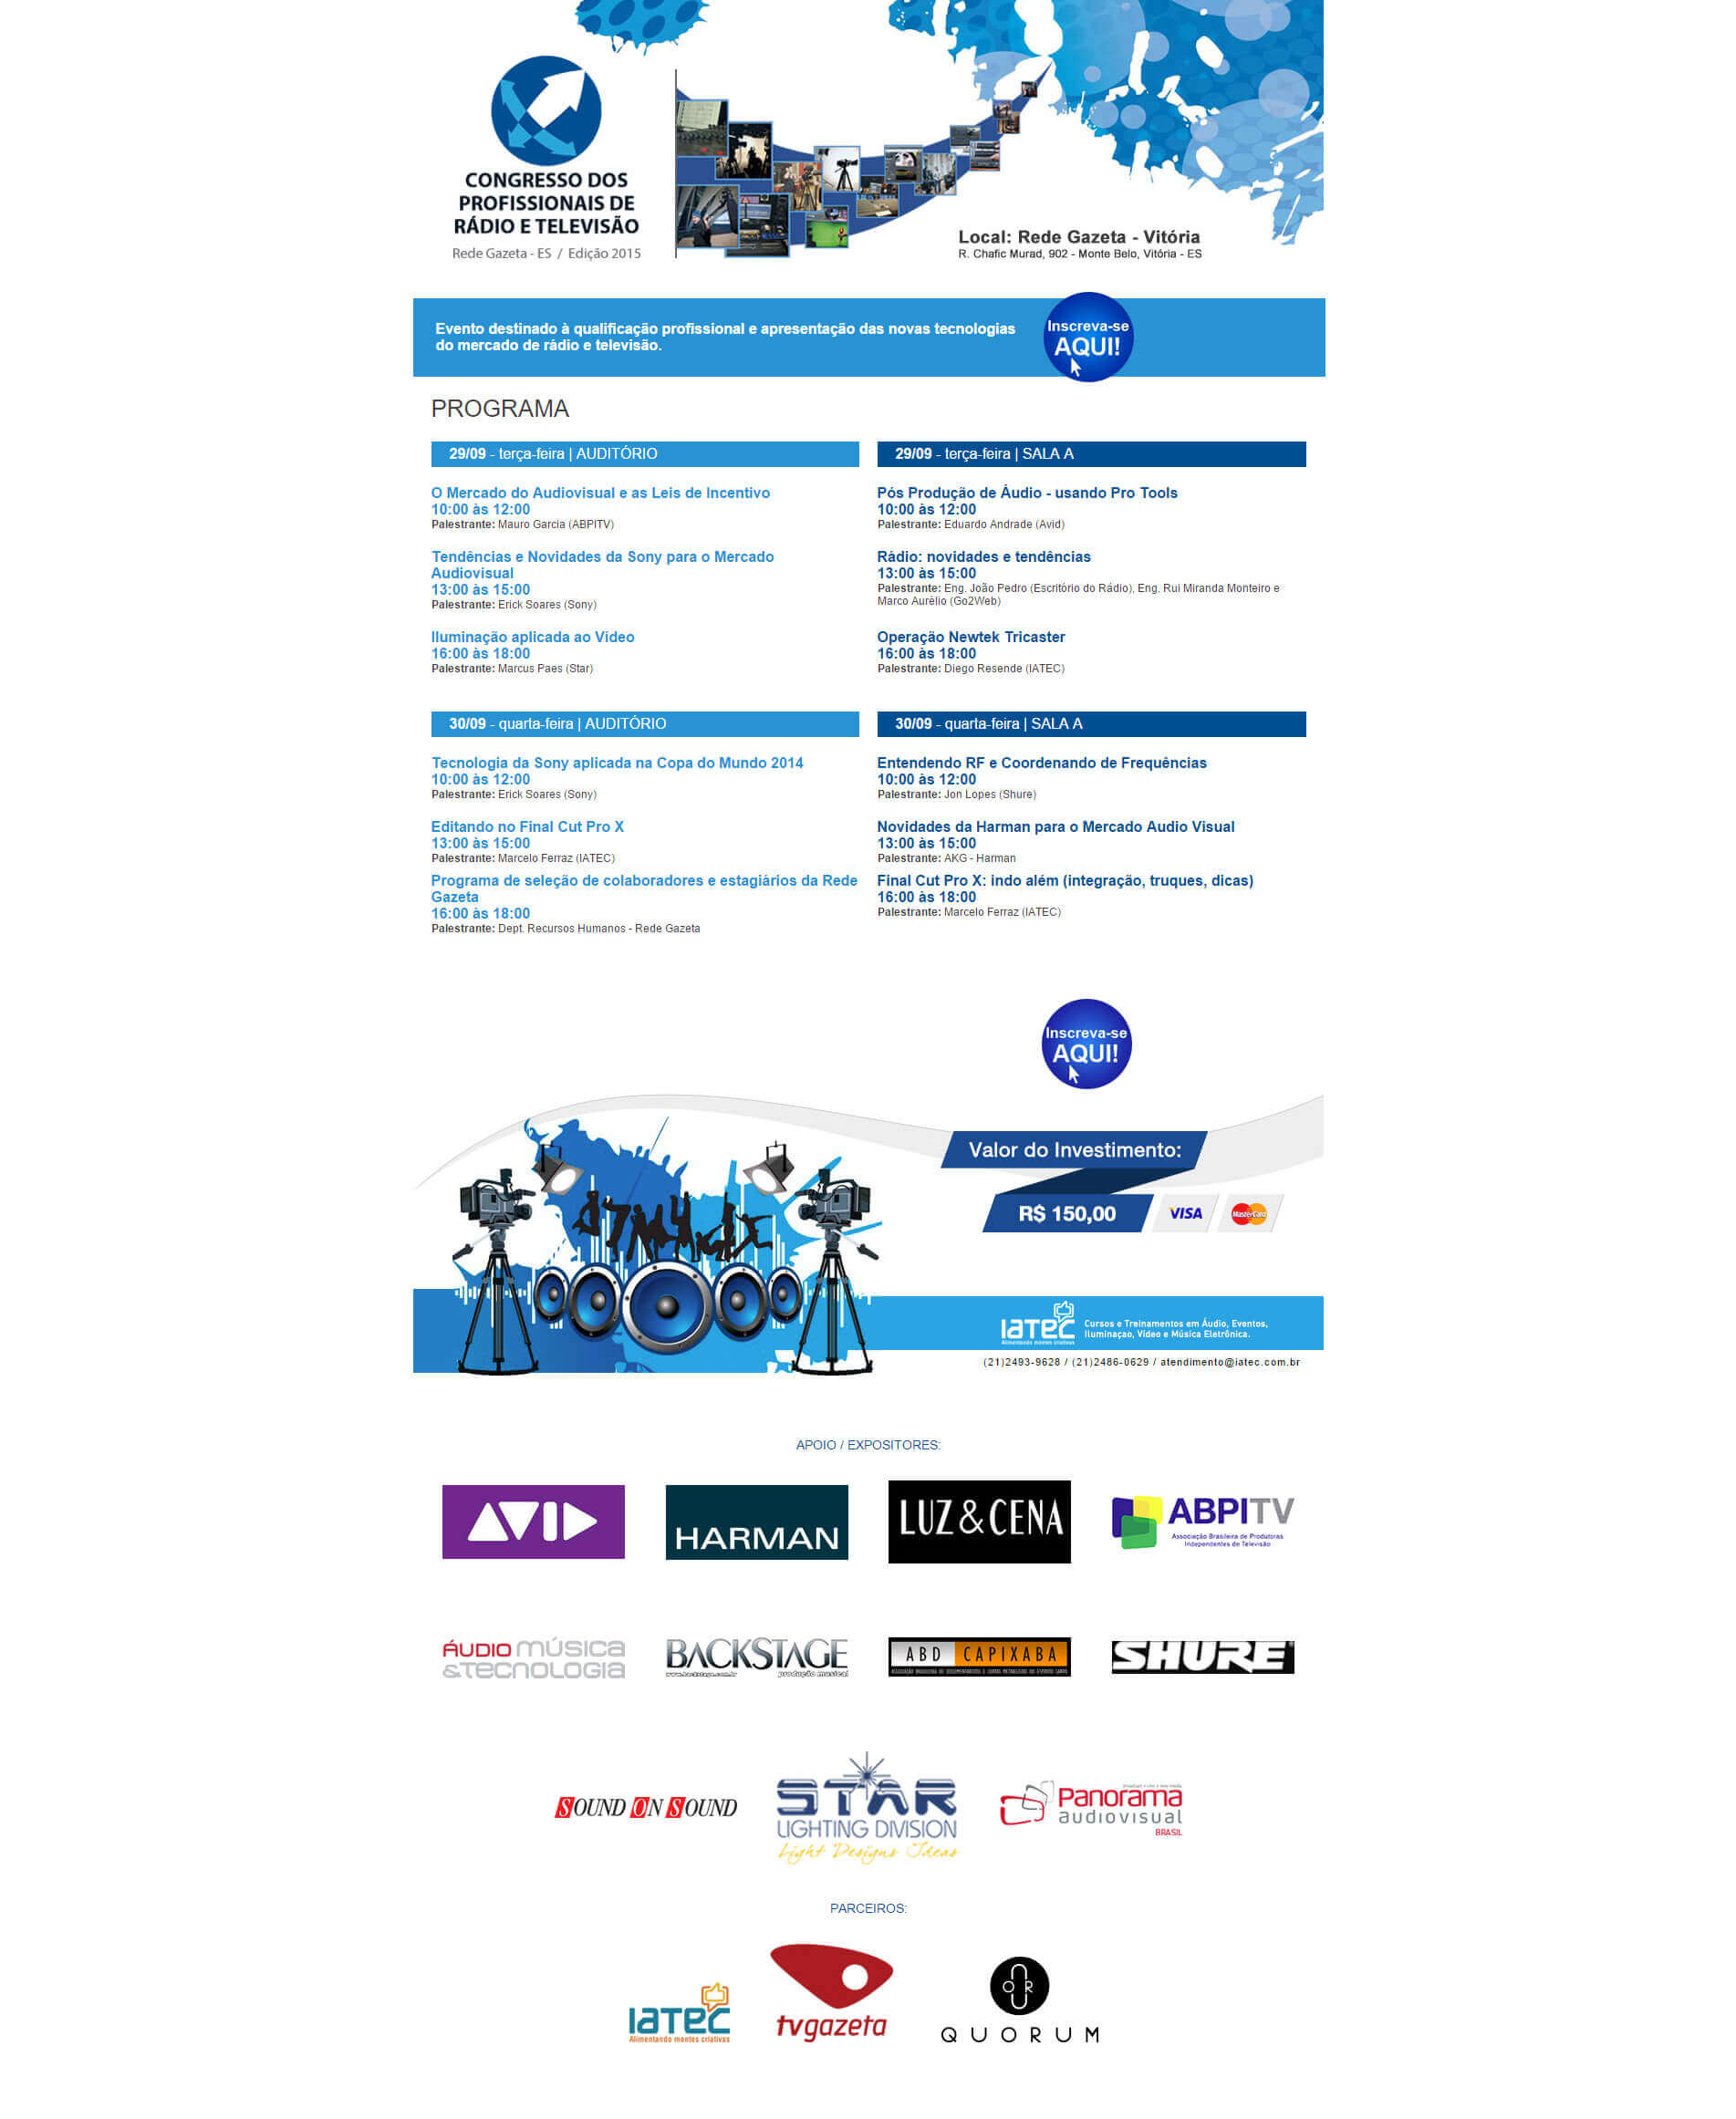 CONGRESSO DOS
PROFISSIONAIS DE
RÁDIO E TELEVISÃO
Rede Gazeta - ES / Edição 2015
Local: Rede Gazeta - Vitória
R. Chafic Murad, 902 - Monte Belo, Vitória - ES
Evento destinado à qualificação profissional e apresentação das novas tecnologias
do mercado de rádio e televisão.
Inscreva-se
AQUI!
PROGRAMA
29/09 - terça-feira | AUDITÓRIO
O Mercado do Audiovisual e as Leis de Incentivo
10:00 às 12:00
Palestrante: Mauro Garcia (ABPITV)
Tendências e Novidades da Sony para o Mercado
Audiovisual
13:00 às 15:00
Palestrante: Erick Soares (Sony)
Iluminação aplicada ao Vídeo
16:00 às 18:00
Palestrante: Marcus Paes (Star)
29/09 - terça-feira | SALA A
Pós Produção de Áudio - usando Pro Tools
10:00 às 12:00
Palestrante: Eduardo Andrade (Avid)
Rádio: novidades e tendências
13:00 às 15:00
Palestrante: Eng. João Pedro (Escritório do Rádio), Eng. Rui Miranda Monteiro e
Marco Aurélio (Go2Web)
Operação Newtek Tricaster
16:00 às 18:00
Palestrante: Diego Resende (IATEC)
30/09 - quarta-feira | AUDITÓRIO
Tecnologia da Sony aplicada na Copa do Mundo 2014
10:00 às 12:00
Palestrante: Erick Soares (Sony)
Editando no Final Cut Pro X
13:00 às 15:00
Palestrante: Marcelo Ferraz (IATEC)
Programa de seleção de colaboradores e estagiários da Rede
Gazeta
16:00 às 18:00
Palestrante: Dept. Recursos Humanos - Rede Gazeta
30/09 - quarta-feira | SALA A
Entendendo RF e Coordenando de Frequências
10:00 às 12:00
Palestrante: Jon Lopes (Shure)
Novidades da Harman para o Mercado Audio Visual
13:00 às 15:00
Palestrante: AKG - Harman
Final Cut Pro X: indo além (integração, truques, dicas)
16:00 às 18:00
Palestrante: Marcelo Ferraz (IATEC)
Inscreva-se
AQUI!
Valor do Investimento:
R$ 150,00
VISA
MasterCard
IATEC
Alimentando mentes criativas
Cursos e Treinamentos em Áudio, Eventos,
Iluminaçao, Vídeo e Música Eletrônica.
(21)2493-9628 / (21)2486-0629 / atendimento@iatec.com.br
APOIO / EXPOSITORES:
AVID
HARMAN
LUZ&CENA
ABPITV
Associação Brasileira de Produtoras
Independentes de Televisão
ÁUDIO MÚSICA
&TECNOLOGIA
BACKSTAGE
www.backstage.com.br produção musical
ABD CAPIXABA
SHURE
SOUND ON SOUND
STAR
LIGHTING DIVISION
Light Designs Ideas
Panorama
audiovisual
BRASIL
PARCEIROS:
IATEC
Alimentando mentes criativas
tvgazeta
QUOR
QUORUM